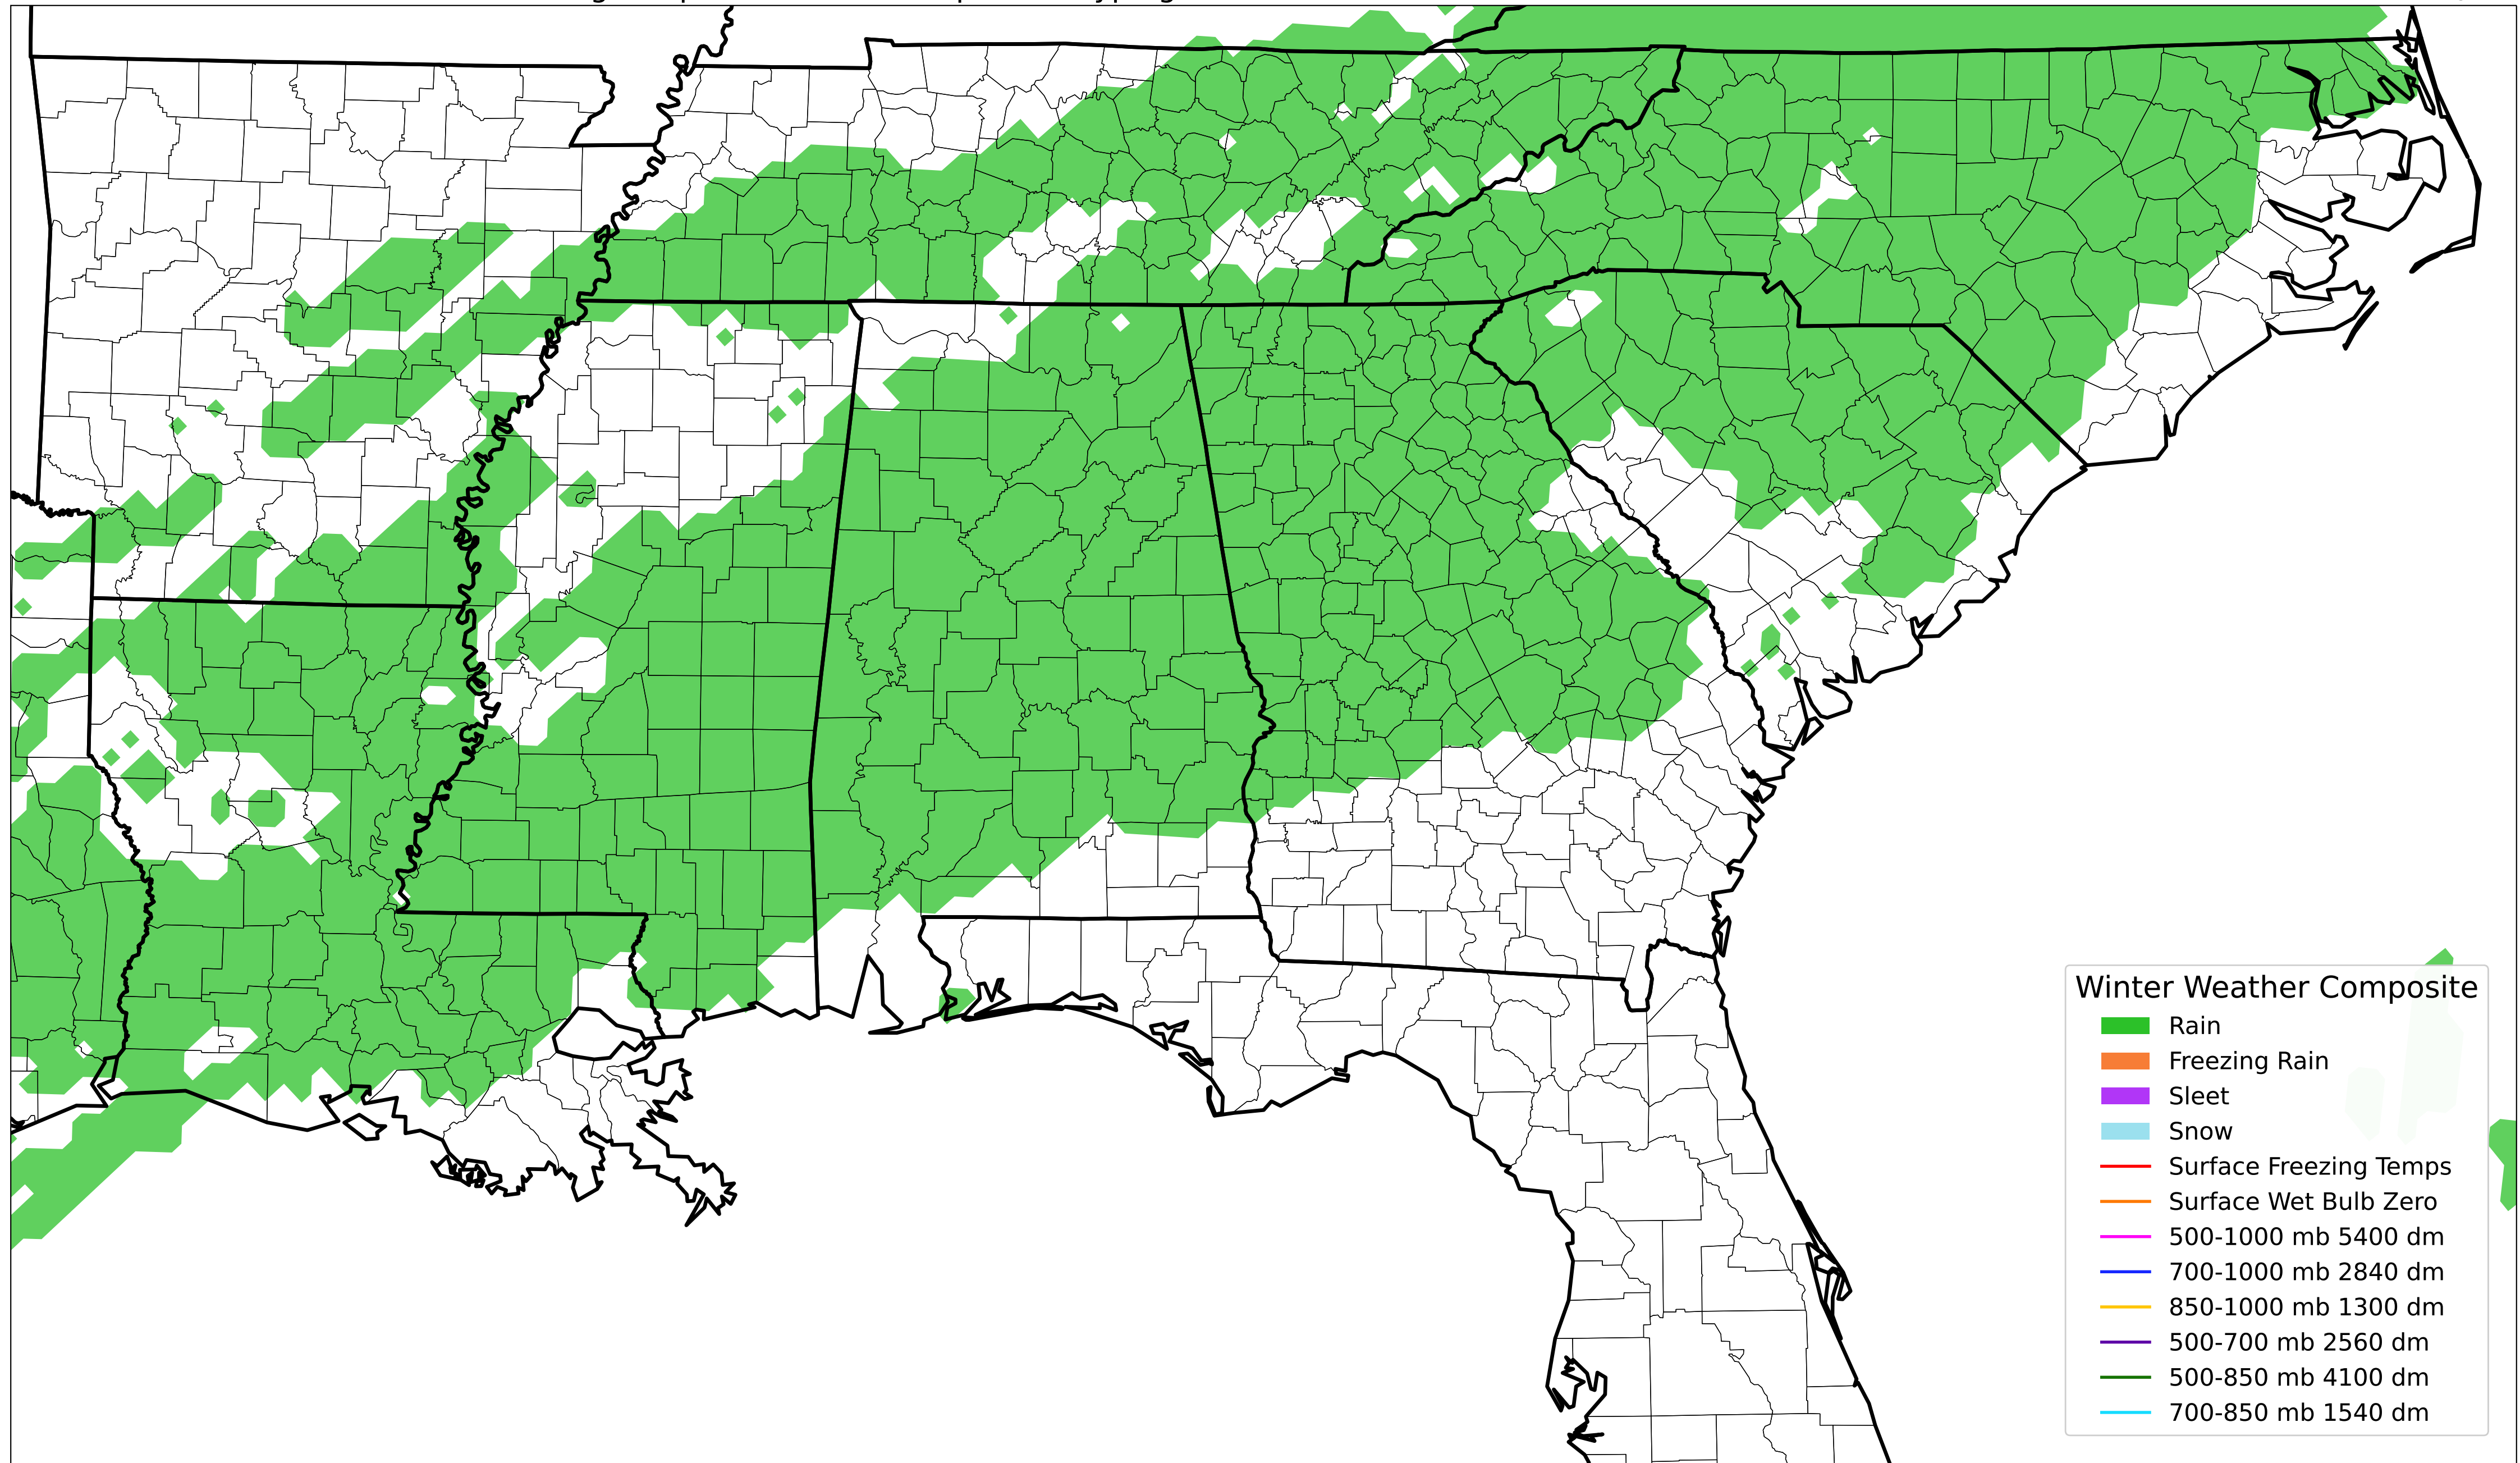 Winter Weather Composite
Rain
Freezing Rain
Sleet
Snow
Surface Freezing Temps
Surface Wet Bulb Zero
500-1000 mb 5400 dm
700-1000 mb 2840 dm
850-1000 mb 1300 dm
500-700 mb 2560 dm
500-850 mb 4100 dm
700-850 mb 1540 dm